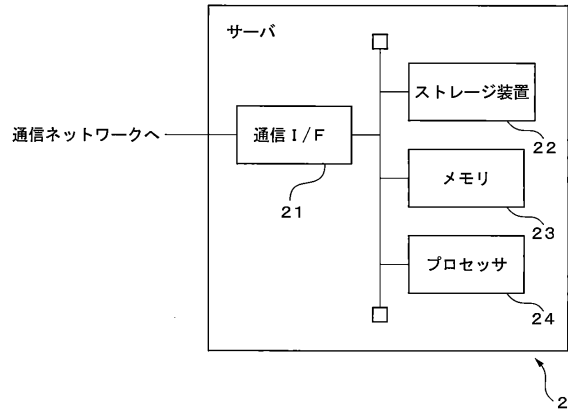 サーバ
ストレージ装置
22
通信ネットワークへ
通信I/F
21
メモリ
23
プロセッサ
24
2